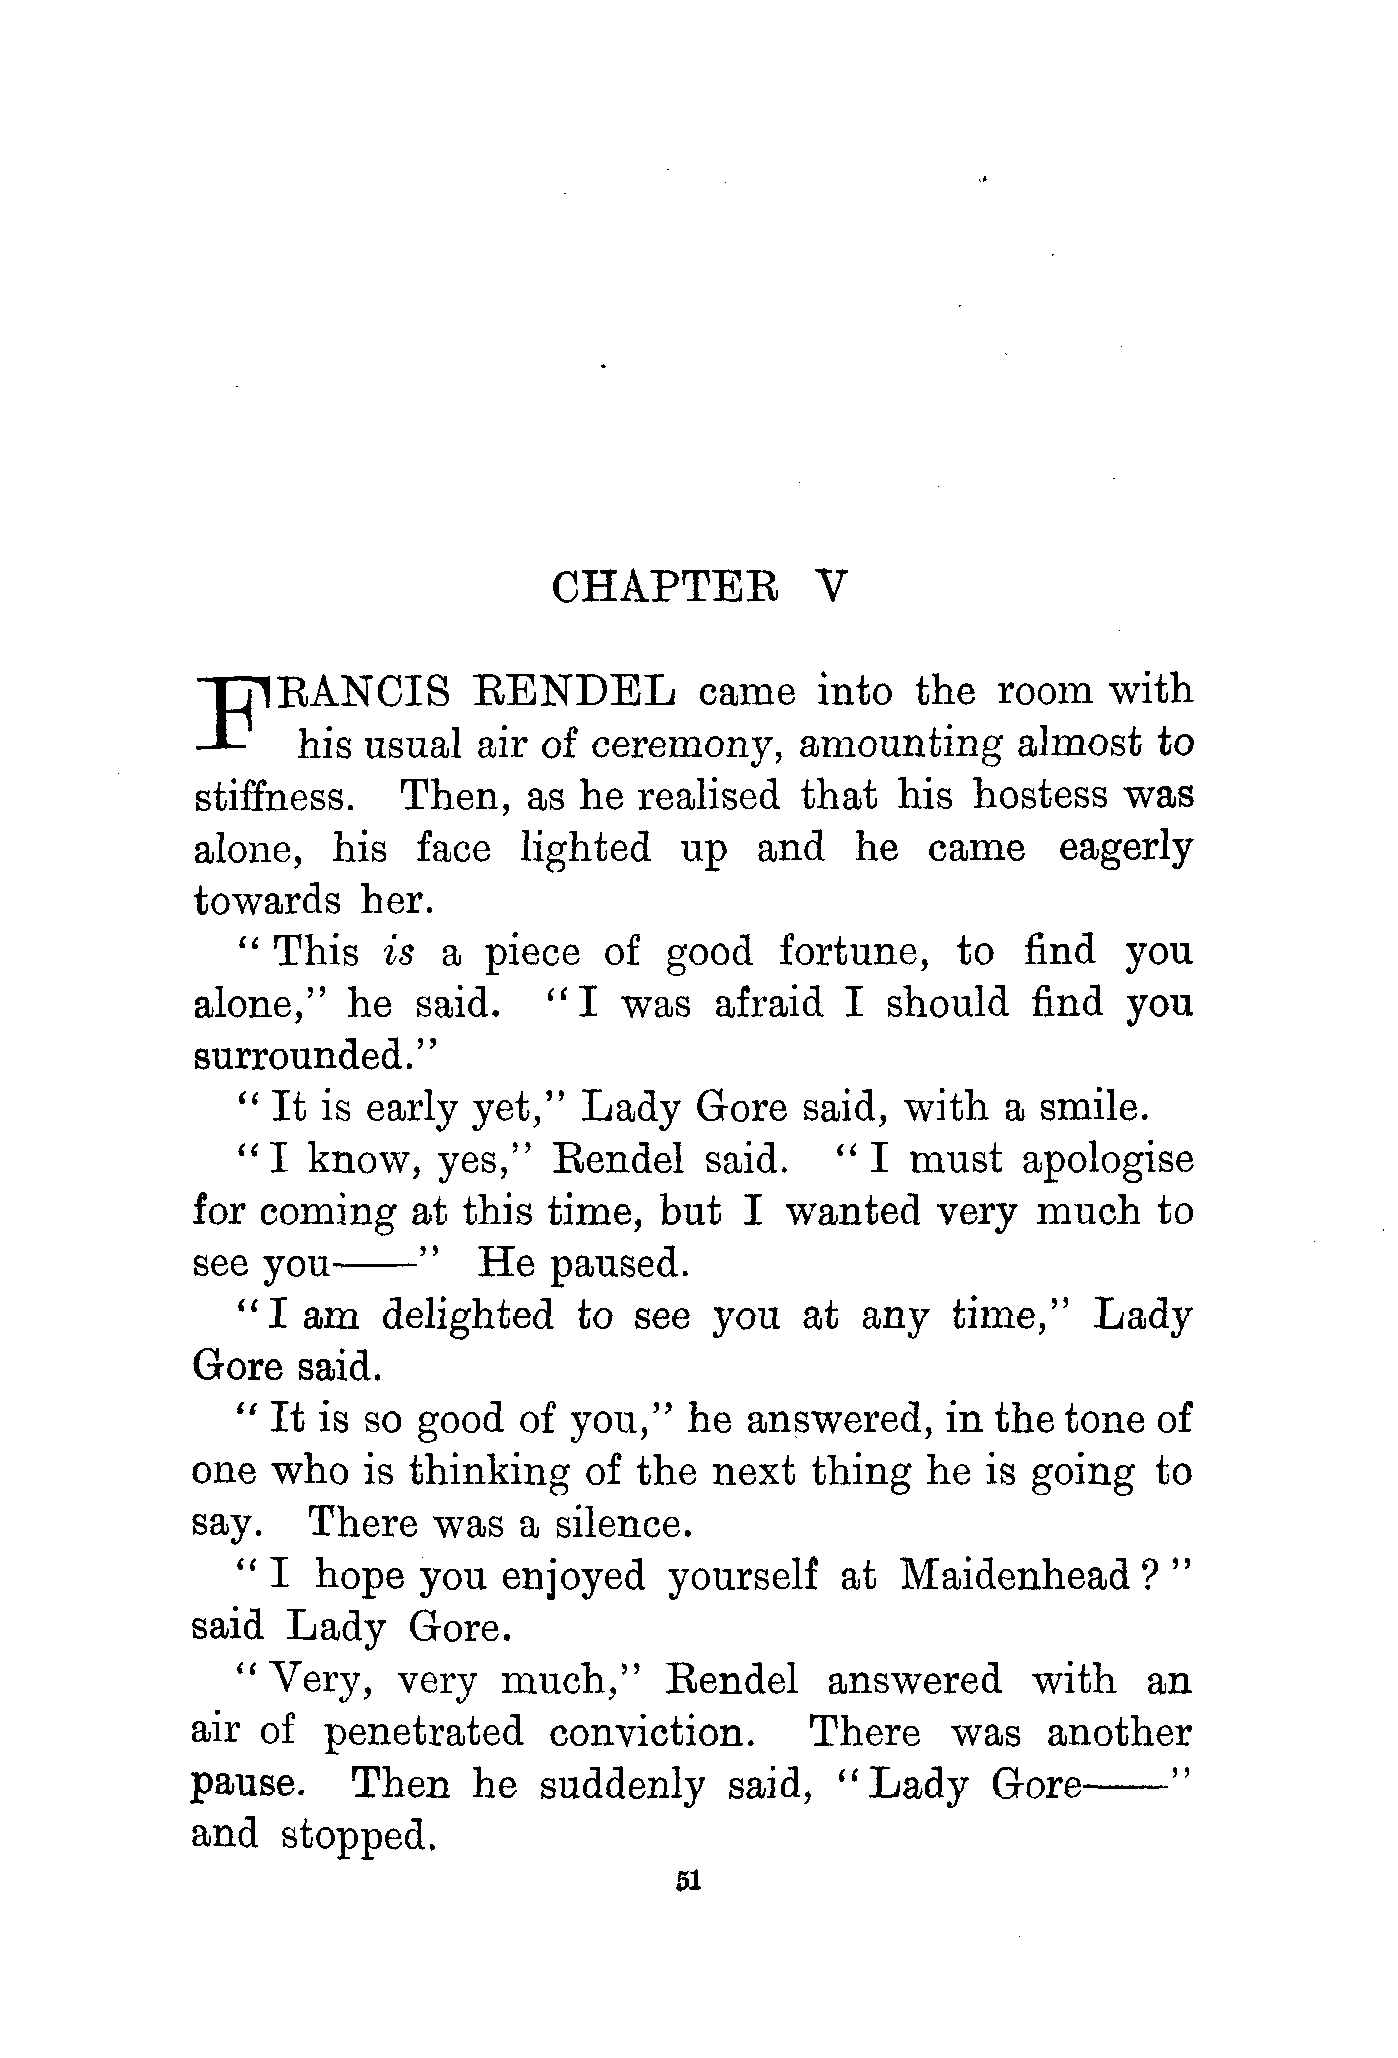 CHAPTER V
FRANCIS RENDEL came into the room with
his usual air of ceremony, amounting almost to
stiffness. Then, as he realised that his hostess was
alone, his face lighted up and he came eagerly
towards her.
“ This is a piece of good fortune, to find you
alone,” he said. “ I was afraid I should find you
surrounded.”
“ It is early yet,” Lady Gore said, with a smile.
“ I know, yes,” Rendel said. “ I must apologise
for coming at this time, but I wanted very much to
see you——” He paused.
“ I am delighted to see you at any time,” Lady
Gore said.
“ It is so good of you,” he answered, in the tone of
one who is thinking of the next thing he is going to
say. There was a silence.
“ I hope you enjoyed yourself at Maidenhead ? ”
said Lady Gore.
“ Very, very much,” Rendel answered with an
air of penetrated conviction. There was another
pause. Then he suddenly said, “ Lady Gore——”
and stopped.
51